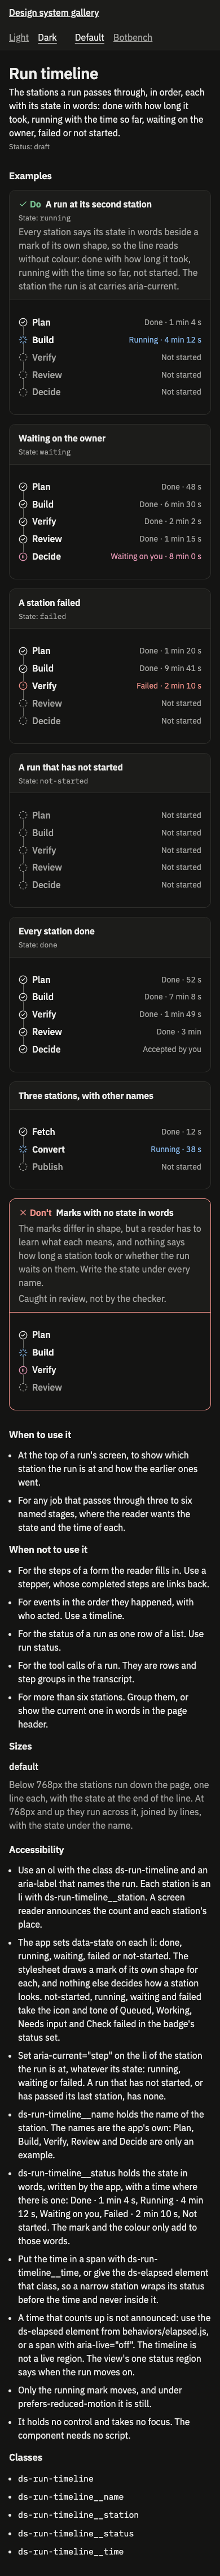 Design system gallery
Light Dark Default Botbench
Run timeline
The stations a run passes through, in order, each
with its state in words: done with how long it
took, running with the time so far, waiting on the
owner, failed or not started.
Status: draft
Examples
Do A run at its second station
State: running
Every station says its state in words beside a
mark of its own shape, so the line reads
without colour: done with how long it took,
running with the time so far, not started. The
station the run is at carries aria-current.
Plan Done · 1 min 4 s
Build Running · 4 min 12 s
Verify Not started
Review Not started
Decide Not started
Waiting on the owner
State: waiting
Plan Done · 48 s
Build Done · 6 min 30 s
Verify Done · 2 min 2 s
Review Done · 1 min 15 s
Decide Waiting on you · 8 min 0 s
A station failed
State: failed
Plan Done · 1 min 20 s
Build Done · 9 min 41 s
Verify Failed · 2 min 10 s
Review Not started
Decide Not started
A run that has not started
State: not-started
Plan Not started
Build Not started
Verify Not started
Review Not started
Decide Not started
Every station done
State: done
Plan Done · 52 s
Build Done · 7 min 8 s
Verify Done · 1 min 49 s
Review Done · 3 min
Decide Accepted by you
Three stations, with other names
Fetch Done · 12 s
Convert Running · 38 s
Publish Not started
Don't Marks with no state in words
The marks differ in shape, but a reader has to
learn what each means, and nothing says
how long a station took or whether the run
waits on them. Write the state under every
name.
Caught in review, not by the checker.
Plan
Build
Verify
Review
When to use it
• At the top of a run's screen, to show which
station the run is at and how the earlier ones
went.
• For any job that passes through three to six
named stages, where the reader wants the
state and the time of each.
When not to use it
• For the steps of a form the reader fills in. Use a
stepper, whose completed steps are links back.
• For events in the order they happened, with
who acted. Use a timeline.
• For the status of a run as one row of a list. Use
run status.
• For the tool calls of a run. They are rows and
step groups in the transcript.
• For more than six stations. Group them, or
show the current one in words in the page
header.
Sizes
default
Below 768px the stations run down the page, one
line each, with the state at the end of the line. At
768px and up they run across it, joined by lines,
with the state under the name.
Accessibility
• Use an ol with the class ds-run-timeline and an
aria-label that names the run. Each station is an
li with ds-run-timeline__station. A screen
reader announces the count and each station's
place.
• The app sets data-state on each li: done,
running, waiting, failed or not-started. The
stylesheet draws a mark of its own shape for
each, and nothing else decides how a station
looks. not-started, running, waiting and failed
take the icon and tone of Queued, Working,
Needs input and Check failed in the badge's
status set.
• Set aria-current="step" on the li of the station
the run is at, whatever its state: running,
waiting or failed. A run that has not started, or
has passed its last station, has none.
• ds-run-timeline__name holds the name of the
station. The names are the app's own: Plan,
Build, Verify, Review and Decide are only an
example.
• ds-run-timeline__status holds the state in
words, written by the app, with a time where
there is one: Done · 1 min 4 s, Running · 4 min
12 s, Waiting on you, Failed · 2 min 10 s, Not
started. The mark and the colour only add to
those words.
• Put the time in a span with ds-run-
timeline__time, or give the ds-elapsed element
that class, so a narrow station wraps its status
before the time and never inside it.
• A time that counts up is not announced: use the
ds-elapsed element from behaviors/elapsed.js,
or a span with aria-live="off". The timeline
is not a live region. The view's one status region
says when the run moves on.
• Only the running mark moves, and under
prefers-reduced-motion it is still.
• It holds no control and takes no focus. The
component needs no script.
Classes
• ds-run-timeline
• ds-run-timeline__name
• ds-run-timeline__station
• ds-run-timeline__status
• ds-run-timeline__time